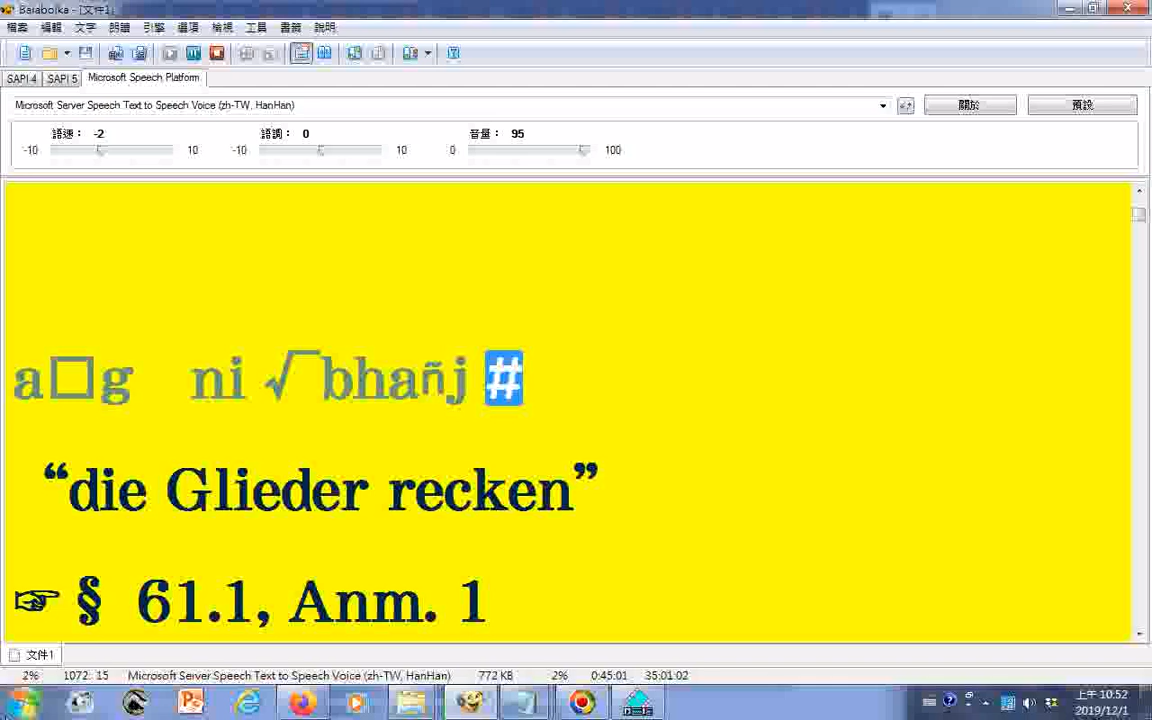 Balabolka - [文件1]
檔案 編輯 文字 朗讀 引擎 選項 檢視 工具 書籤 說明
SAPI 4 SAPI 5 Microsoft Speech Platform
Microsoft Server Speech Text to Speech Voice (zh-TW, HanHan) 關於 預設
語速： -2 語調： 0 音量： 95
-10 10 -10 10 0 100
a□g ni √bhañj #
“die Glieder recken”
☞ § 61.1, Anm. 1
文件1
2% 1072: 15 Microsoft Server Speech Text to Speech Voice (zh-TW, HanHan) 772 KB 2% 0:45:01 35:01:02
上午 10:52
2019/12/1